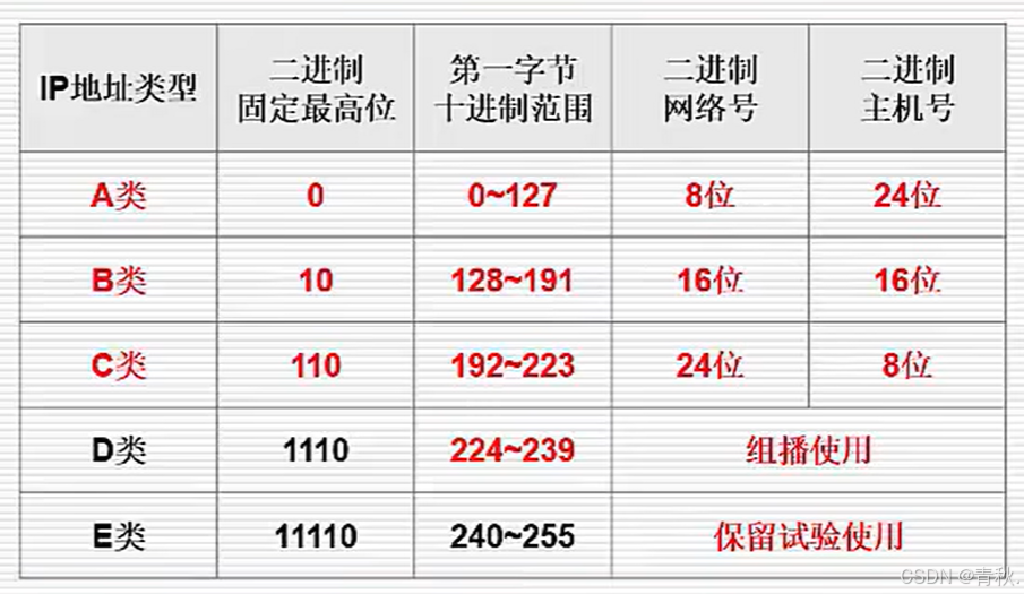 IP地址类型 二进制固定最高位 第一字节十进制范围 二进制网络号 二进制主机号
A类 0 0~127 8位 24位
B类 10 128~191 16位 16位
C类 110 192~223 24位 8位
D类 1110 224~239 组播使用
E类 11110 240~255 保留试验使用
CSDN @青秋.